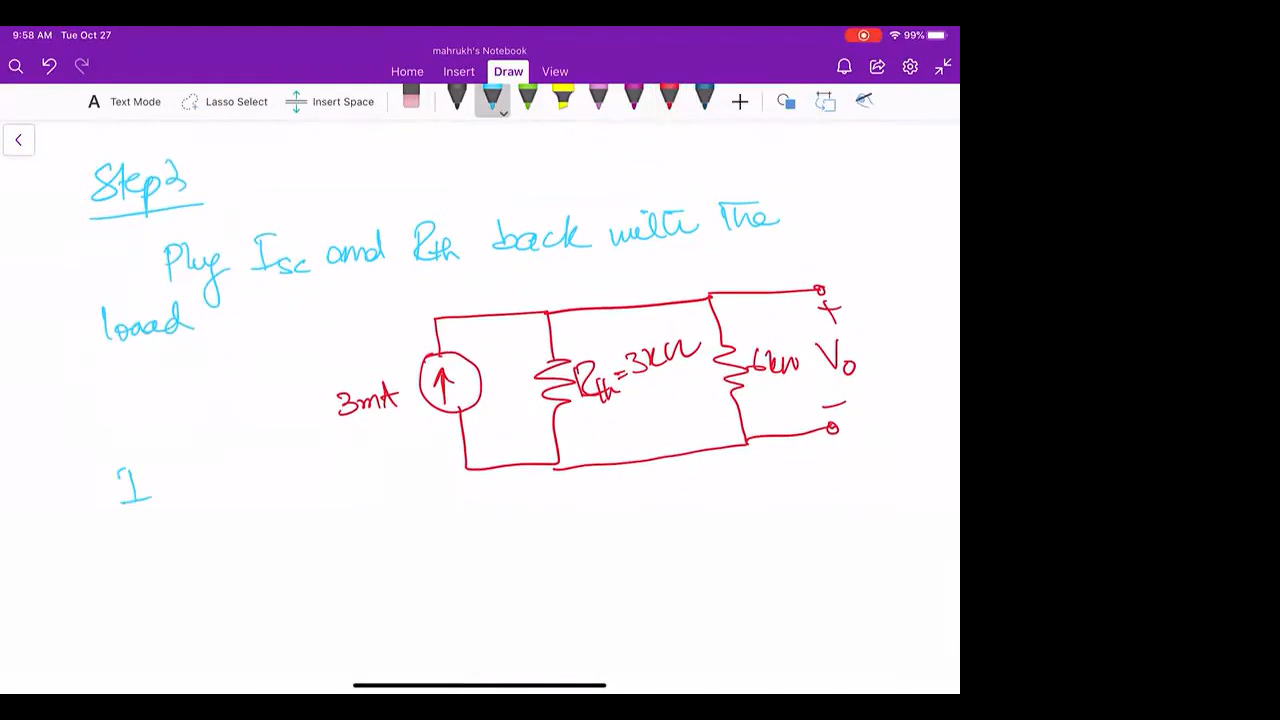 9:58 AM Tue Oct 27
99%
mahrukh's Notebook
Home Insert Draw View
Text Mode Lasso Select Insert Space
Step 3
Plug Isc and Rth back with the
load
3mA
Rth = 3kΩ
6kΩ
+
Vo
−
I